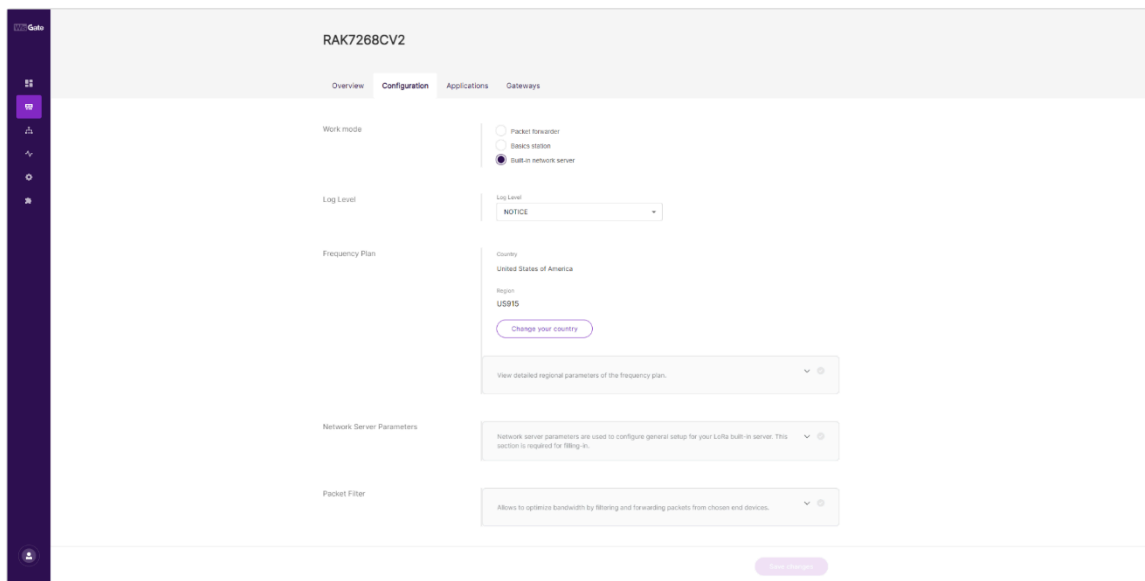 WisGate
RAK7268CV2
Overview Configuration Applications Gateways
Work mode
Packet forwarder
Basics station
Built-in network server
Log Level
Log Level
NOTICE
Frequency Plan
Country
United States of America
Region
US915
Change your country
View detailed regional parameters of the frequency plan.
Network Server Parameters
Network server parameters are used to configure general setup for your LoRa built-in server. This
section is required for filling-in.
Packet Filter
Allows to optimize bandwidth by filtering and forwarding packets from chosen end devices.
Save changes